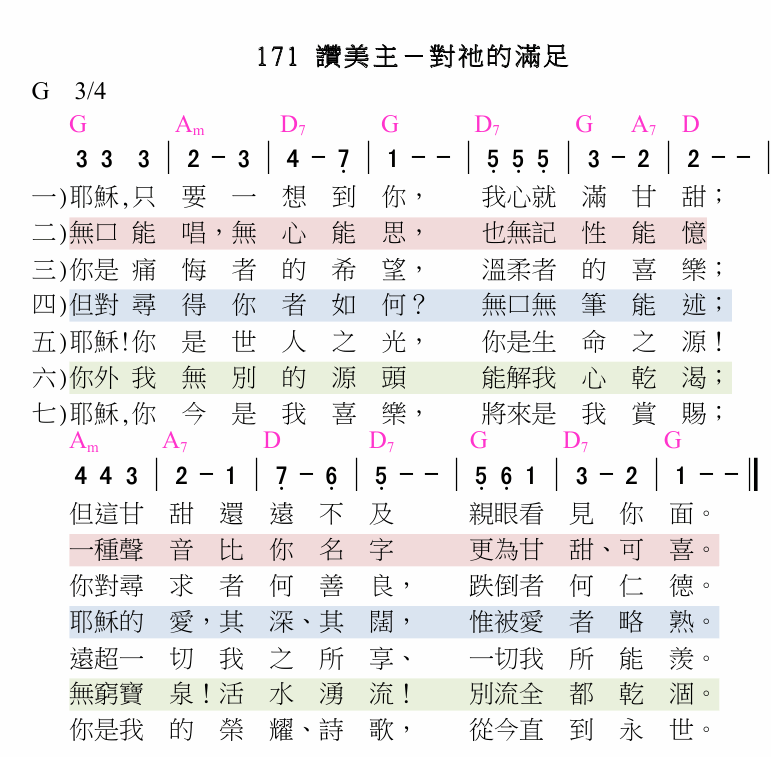 171 讚美主－對祂的滿足
G 3/4
G Am D7 G D7 G A7 D
3 3 3 | 2 - 3 | 4 - 7̣ | 1 - - | 5̣ 5̣ 5̣ | 3 - 2 | 2 - - |
一)耶穌,只要一想到你，我心就滿甘甜；
二)無口能唱，無心能思，也無記性能憶
三)你是痛悔者的希望，溫柔者的喜樂；
四)但對尋得你者如何？無口無筆能述；
五)耶穌!你是世人之光，你是生命之源！
六)你外我無別的源頭能解我心乾渴；
七)耶穌,你今是我喜樂，將來是我賞賜；
Am A7 D D7 G D7 G
4 4 3 | 2 - 1 | 7̣ - 6̣ | 5̣ - - | 5̣ 6̣ 1 | 3 - 2 | 1 - - ‖
但這甘甜還遠不及親眼看見你面。
一種聲音比你名字更為甘甜、可喜。
你對尋求者何善良，跌倒者何仁德。
耶穌的愛，其深、其闊，惟被愛者略熟。
遠超一切我之所享、一切我所能羨。
無窮寶泉！活水湧流！別流全都乾涸。
你是我的榮耀、詩歌，從今直到永世。